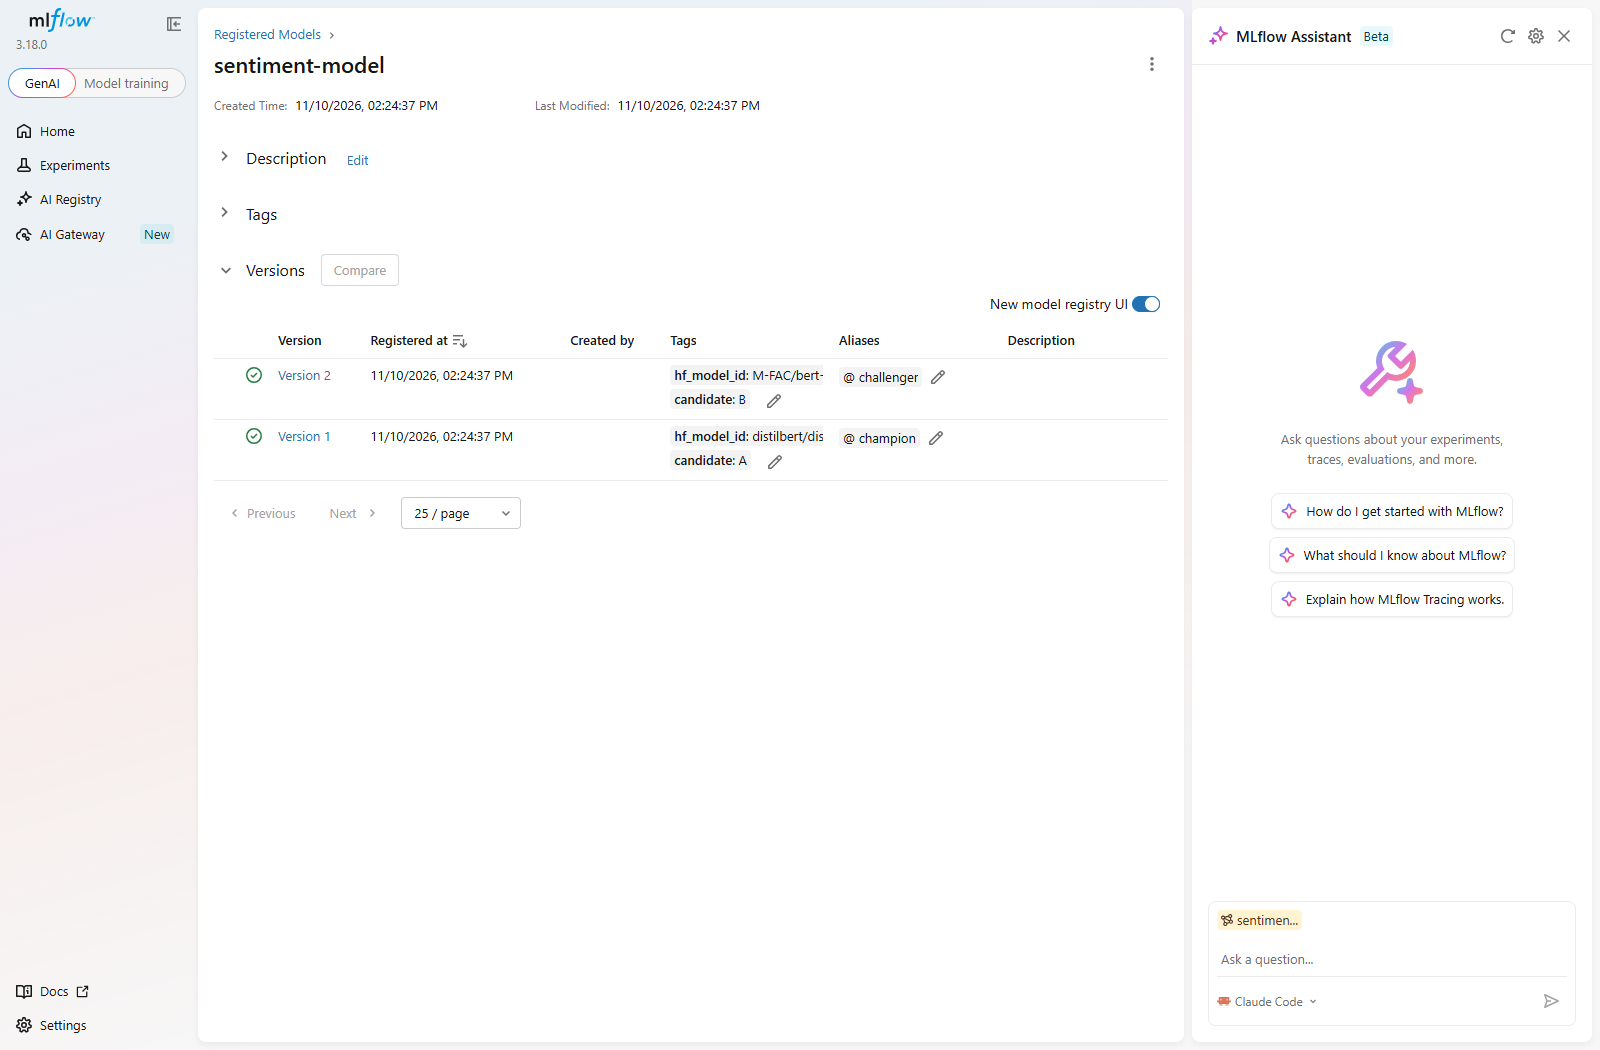 mlflow
3.18.0
GenAI
Model training
Home
Experiments
AI Registry
AI Gateway New
Docs
Settings
Registered Models
sentiment-model
Created Time: 11/10/2026, 02:24:37 PM Last Modified: 11/10/2026, 02:24:37 PM
Description Edit
Tags
Versions Compare
New model registry UI
Version Registered at Created by Tags Aliases Description
Version 2 11/10/2026, 02:24:37 PM hf_model_id: M-FAC/bert- @ challenger
candidate: B
Version 1 11/10/2026, 02:24:37 PM hf_model_id: distilbert/dis @ champion
candidate: A
Previous Next 25 / page
MLflow Assistant Beta
Ask questions about your experiments,
traces, evaluations, and more.
How do I get started with MLflow?
What should I know about MLflow?
Explain how MLflow Tracing works.
sentimen...
Ask a question...
Claude Code